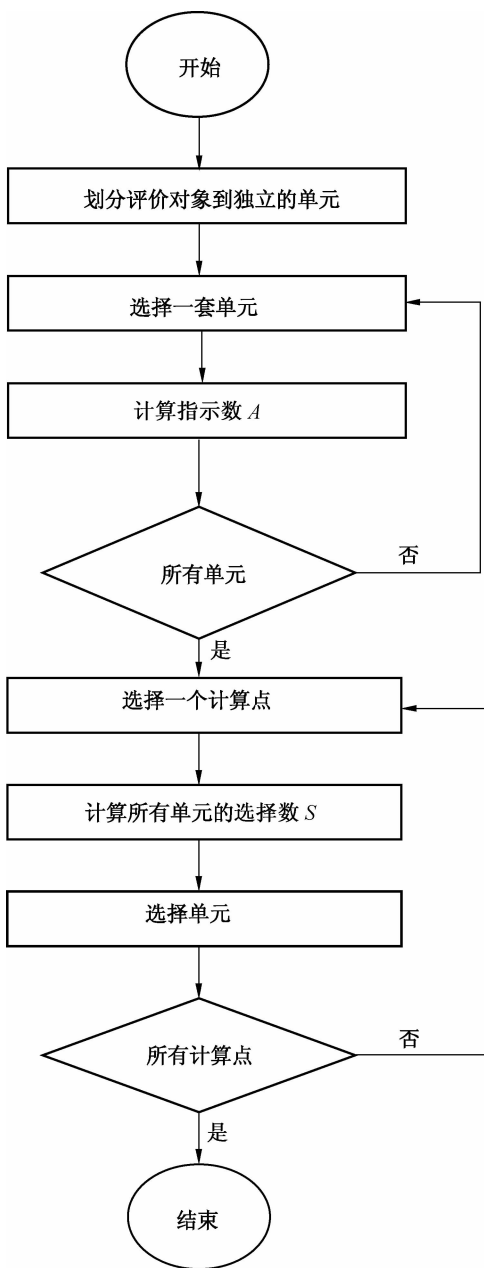 开始
划分评价对象到独立的单元
选择一套单元
计算指示数 A
所有单元
否
是
选择一个计算点
计算所有单元的选择数 S
选择单元
所有计算点
否
是
结束